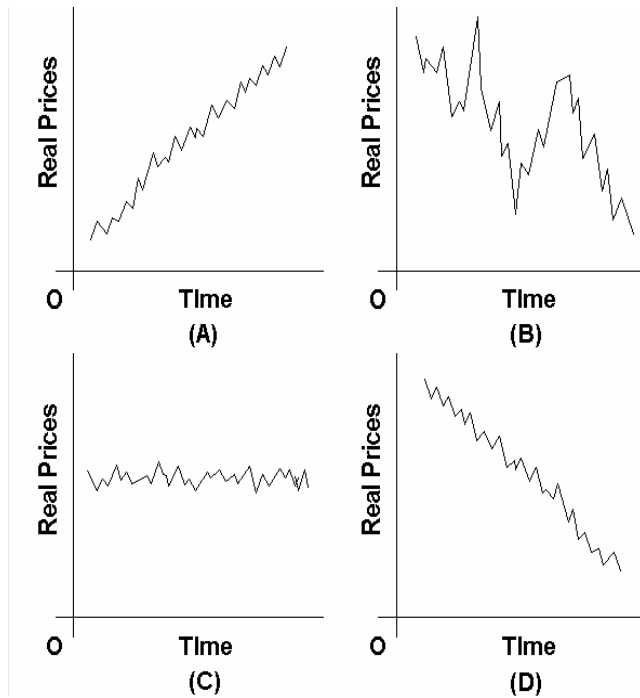 Real Prices
O TIme
(A)
Real Prices
O TIme
(B)
Real Prices
O TIme
(C)
Real Prices
O TIme
(D)